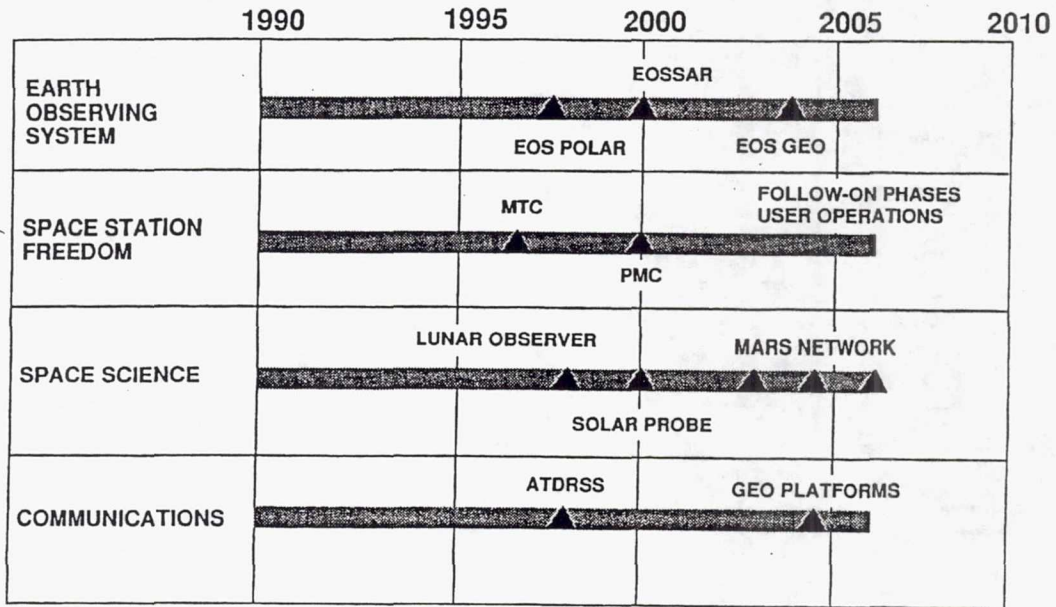 1990 1995 2000 2005 2010
EARTH
OBSERVING
SYSTEM
EOSSAR
EOS POLAR
EOS GEO
SPACE STATION
FREEDOM
MTC
PMC
FOLLOW-ON PHASES
USER OPERATIONS
SPACE SCIENCE
LUNAR OBSERVER
MARS NETWORK
SOLAR PROBE
COMMUNICATIONS
ATDRSS
GEO PLATFORMS